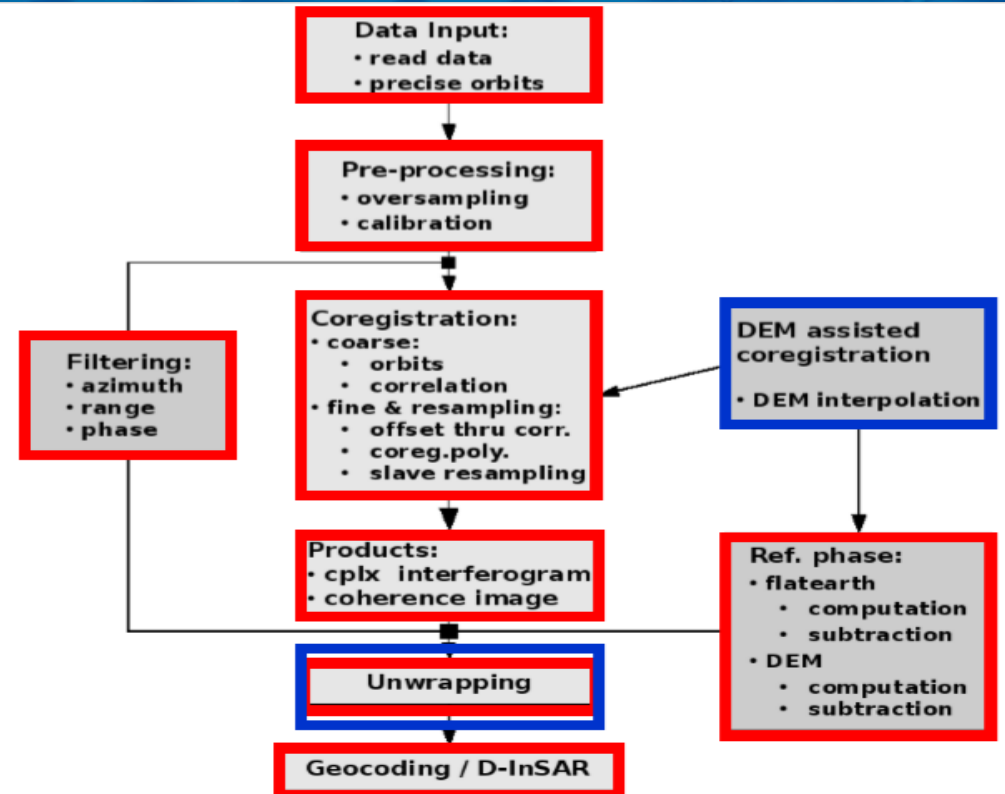 Data Input:
• read data
• precise orbits
Pre-processing:
• oversampling
• calibration
Filtering:
• azimuth
• range
• phase
Coregistration:
• coarse:
• orbits
• correlation
• fine & resampling:
• offset thru corr.
• coreg.poly.
• slave resampling
DEM assisted
coregistration
• DEM interpolation
Products:
• cplx interferogram
• coherence image
Ref. phase:
• flatearth
• computation
• subtraction
• DEM
• computation
• subtraction
Unwrapping
Geocoding / D-InSAR